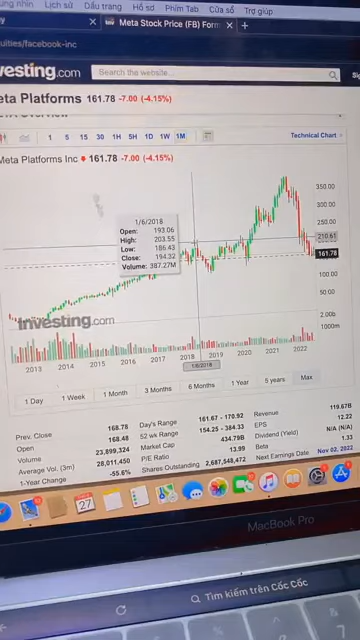 Lịch sử Dấu trang Hồ sơ Phím Tab Cửa sổ Trợ giúp
Meta Stock Price (FB) Forn
uities/facebook-inc
Investing.com
Search the website...
eta Platforms 161.78 -7.00 (-4.15%)
1 5 15 30 1H 5H 1D 1W 1M
Technical Chart
Meta Platforms Inc 161.78 -7.00 (-4.15%)
1/6/2018
Open: 193.06
High: 203.55
Low: 186.43
Close: 194.32
Volume: 387.27M
350.00
300.00
250.00
210.61
161.78
100.00
50.00
2.00b
1000m
Investing.com
2013 2014 2015 2016 2017 2018 2019 2020 2021 2022
1/6/2018
1 Day 1 Week 1 Month 3 Months 6 Months 1 Year 5 years Max
Prev. Close 168.78 Day's Range 161.67 - 170.92 Revenue 119.67B
Open 168.48 52 wk Range 154.25 - 384.33 EPS 12.22
Volume 23,899,324 Market Cap 434.79B Dividend (Yield) N/A (N/A)
Average Vol. (3m) 28,011,450 P/E Ratio 13.99 Beta 1.33
1-Year Change -55.6% Shares Outstanding 2,687,548,472 Next Earnings Date Nov 02, 2022
27
MacBook Pro
Tìm kiếm trên Cốc Cốc